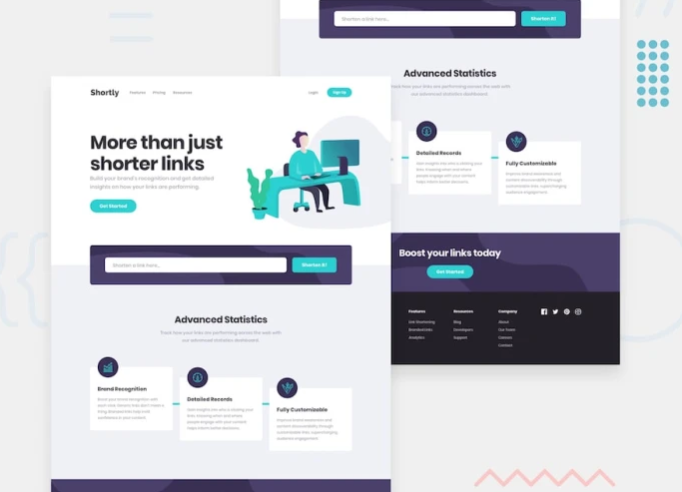 Shortly
Features Pricing Resources
Login
Sign Up
More than just
shorter links
Build your brand's recognition and get detailed
insights on how your links are performing.
Get Started
Shorten a link here...
Shorten It!
Advanced Statistics
Track how your links are performing across the web with
our advanced statistics dashboard.
Brand Recognition
Detailed Records
Fully Customizable
Shorten a link here...
Shorten It!
Advanced Statistics
how your links are performing across the web with
our advanced statistics dashboard.
Detailed Records
Fully Customizable
Boost your links today
Get Started
Features Resources Company
Link Shortening Blog About
Branded Links Developers Our Team
Analytics Support Careers
Contact